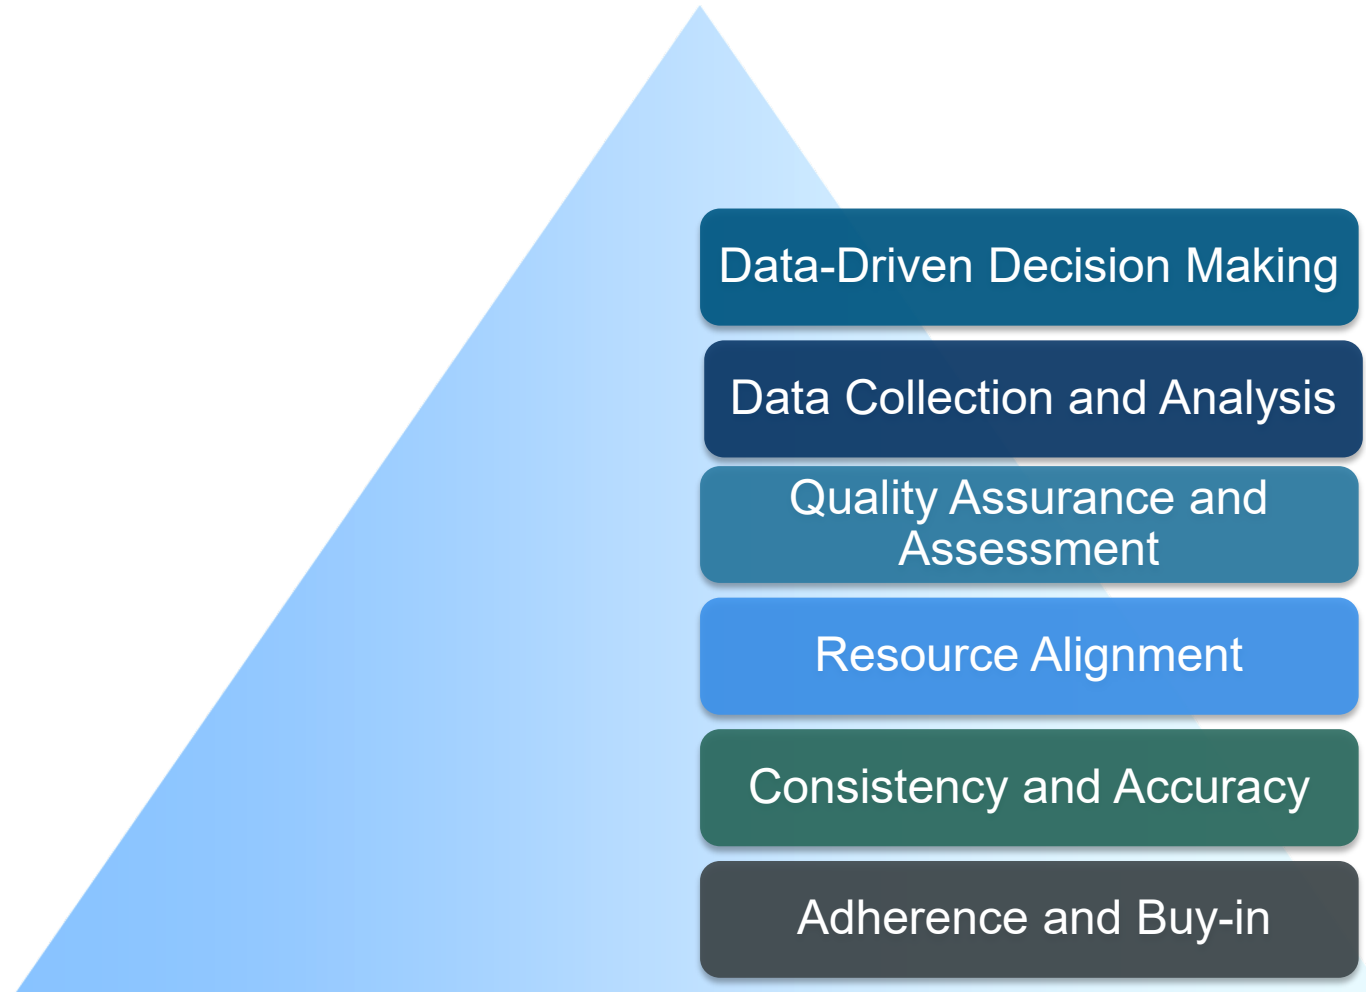 Data-Driven Decision Making
Data Collection and Analysis
Quality Assurance and
Assessment
Resource Alignment
Consistency and Accuracy
Adherence and Buy-in